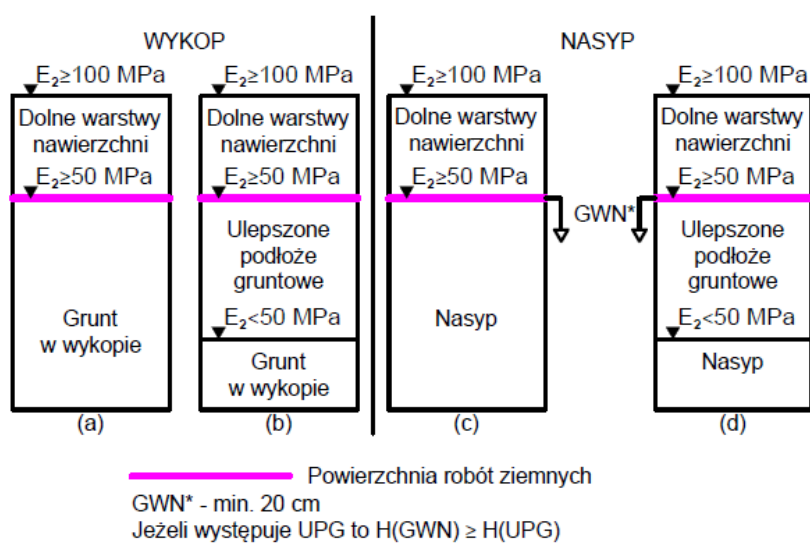 WYKOP
NASYP
E₂≥100 MPa
E₂≥100 MPa
E₂≥100 MPa
E₂≥100 MPa
Dolne warstwy
nawierzchni
Dolne warstwy
nawierzchni
Dolne warstwy
nawierzchni
Dolne warstwy
nawierzchni
E₂≥50 MPa
E₂≥50 MPa
E₂≥50 MPa
E₂≥50 MPa
GWN*
Grunt
w wykopie
Ulepszone
podłoże
gruntowe
E₂<50 MPa
Grunt
w wykopie
Nasyp
Ulepszone
podłoże
gruntowe
E₂<50 MPa
Nasyp
(a)
(b)
(c)
(d)
Powierzchnia robót ziemnych
GWN* - min. 20 cm
Jeżeli występuje UPG to H(GWN) ≥ H(UPG)